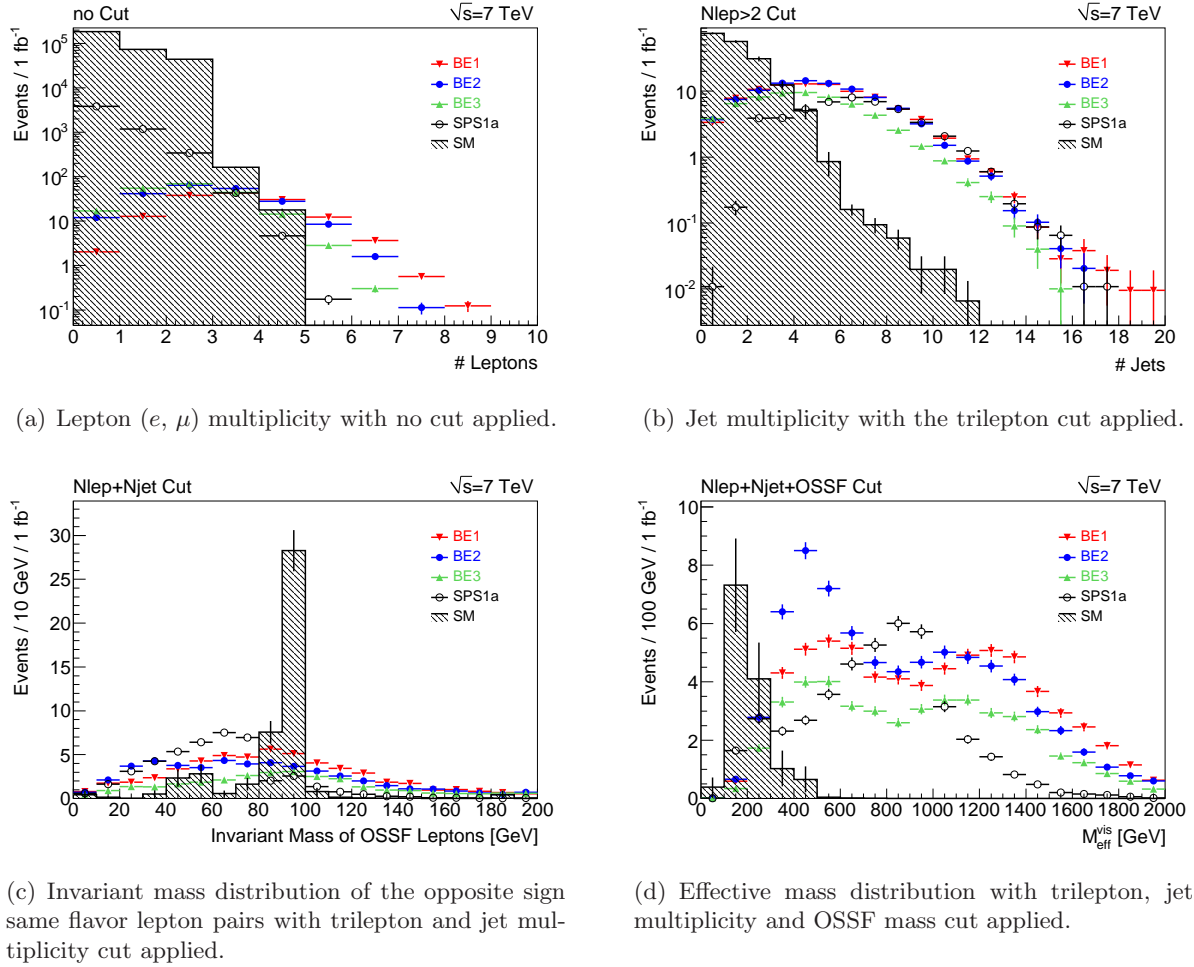 no Cut
√s=7 TeV
Events / 1 fb⁻¹
10⁵
10⁴
10³
10²
10
1
10⁻¹
BE1
BE2
BE3
SPS1a
SM
0 1 2 3 4 5 6 7 8 9 10
# Leptons
(a) Lepton (e, μ) multiplicity with no cut applied.
Nlep>2 Cut
√s=7 TeV
Events / 1 fb⁻¹
10
1
10⁻¹
10⁻²
BE1
BE2
BE3
SPS1a
SM
0 2 4 6 8 10 12 14 16 18 20
# Jets
(b) Jet multiplicity with the trilepton cut applied.
Nlep+Njet Cut
√s=7 TeV
Events / 10 GeV / 1 fb⁻¹
30
25
20
15
10
5
0
BE1
BE2
BE3
SPS1a
SM
0 20 40 60 80 100 120 140 160 180 200
Invariant Mass of OSSF Leptons [GeV]
(c) Invariant mass distribution of the opposite sign
same flavor lepton pairs with trilepton and jet mul-
tiplicity cut applied.
Nlep+Njet+OSSF Cut
√s=7 TeV
Events / 100 GeV / 1 fb⁻¹
10
8
6
4
2
0
BE1
BE2
BE3
SPS1a
SM
0 200 400 600 800 1000 1200 1400 1600 1800 2000
M_eff^vis [GeV]
(d) Effective mass distribution with trilepton, jet
multiplicity and OSSF mass cut applied.